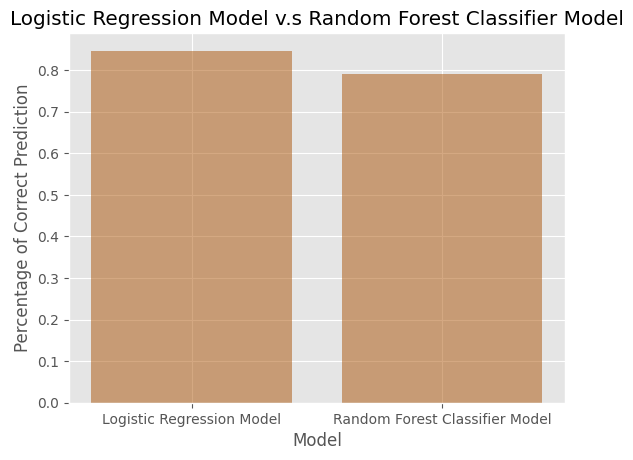 Logistic Regression Model v.s Random Forest Classifier Model
Percentage of Correct Prediction
0.8
0.7
0.6
0.5
0.4
0.3
0.2
0.1
0.0
Logistic Regression Model
Random Forest Classifier Model
Model